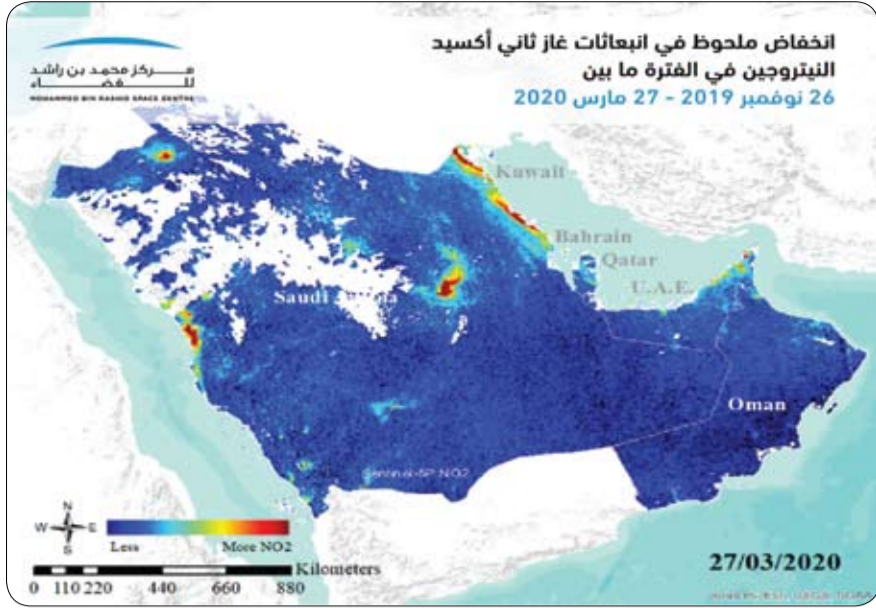 انخفاض ملحوظ في انبعاثات غاز ثاني أكسيد
النيتروجين في الفترة ما بين
26 نوفمبر 2019 - 27 مارس 2020
مركز محمد بن راشد
للفضاء
MOHAMMED BIN RASHID SPACE CENTRE
Kuwait
Bahrain
Qatar
U.A.E.
Saudi Arabia
Oman
Sentinel-5P NO2
N
W E
S
Less More NO2
Kilometers
0 110 220 440 660 880
27/03/2020